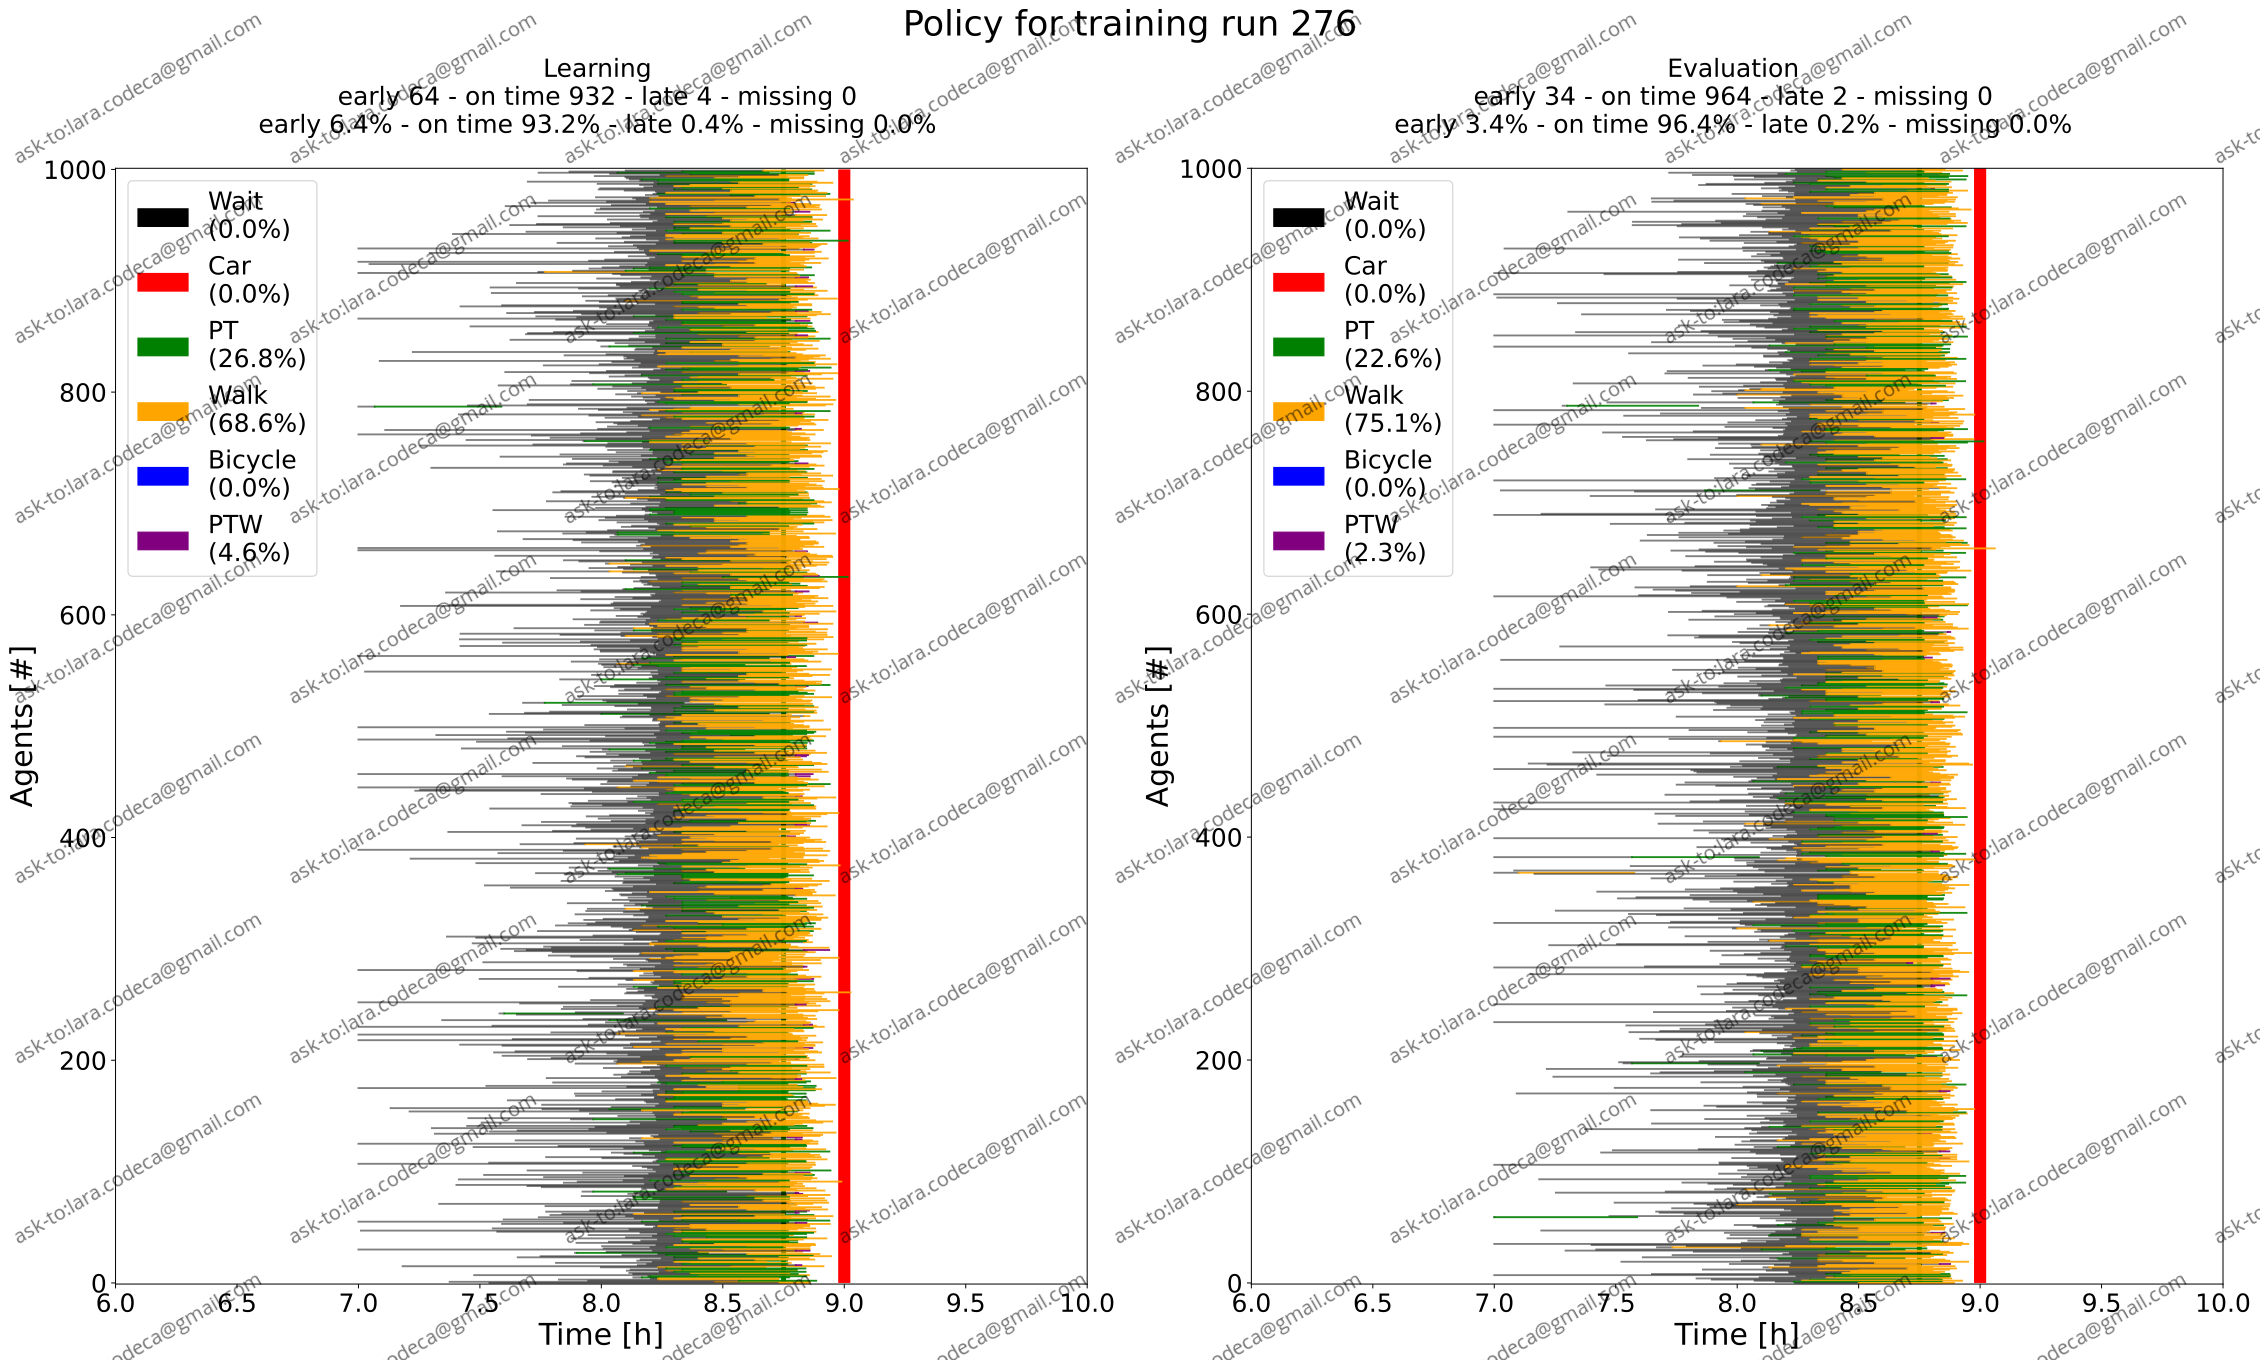 Policy for training run 276
Learning
early 64 - on time 932 - late 4 - missing 0
early 6.4% - on time 93.2% - late 0.4% - missing 0.0%
Agents [#]
1000
800
600
400
200
0
Wait
(0.0%)
Car
(0.0%)
PT
(26.8%)
Walk
(68.6%)
Bicycle
(0.0%)
PTW
(4.6%)
6.0 6.5 7.0 7.5 8.0 8.5 9.0 9.5 10.0
Time [h]
Evaluation
early 34 - on time 964 - late 2 - missing 0
early 3.4% - on time 96.4% - late 0.2% - missing 0.0%
Agents [#]
1000
800
600
400
200
0
Wait
(0.0%)
Car
(0.0%)
PT
(22.6%)
Walk
(75.1%)
Bicycle
(0.0%)
PTW
(2.3%)
6.0 6.5 7.0 7.5 8.0 8.5 9.0 9.5 10.0
Time [h]
ask-to:lara.codeca@gmail.com